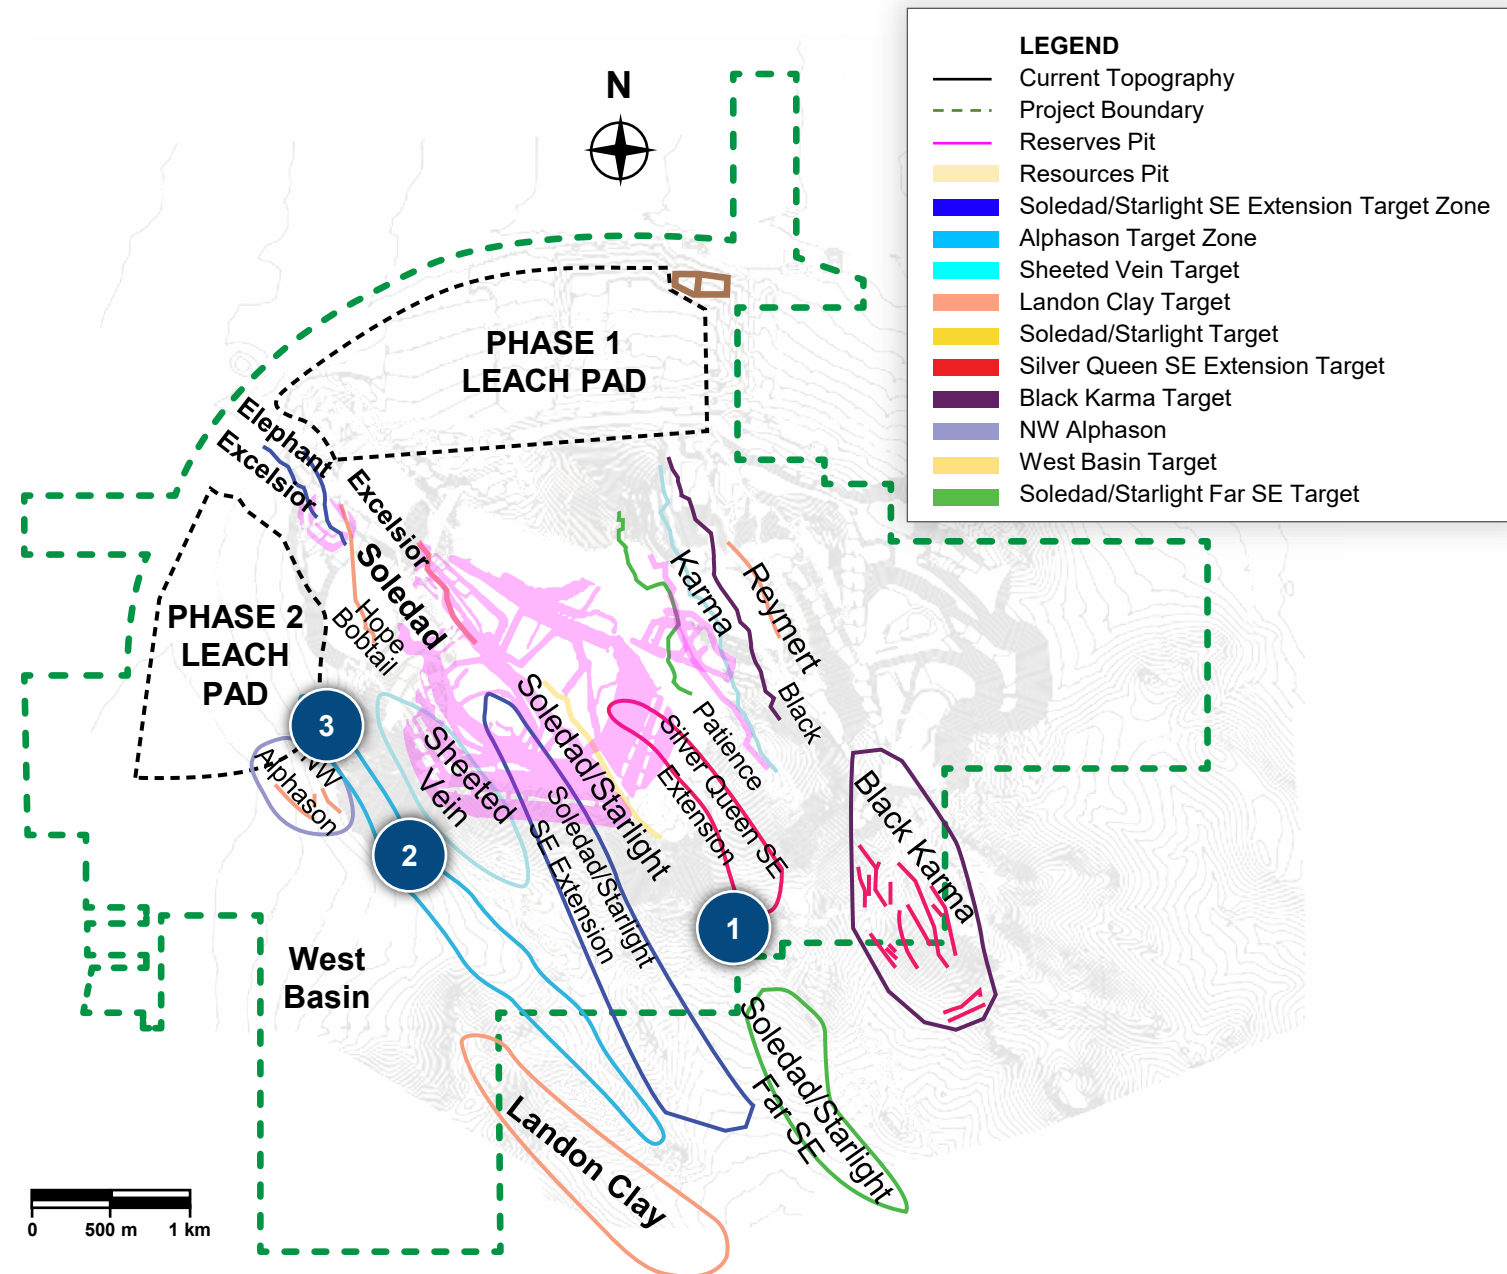 LEGEND
Current Topography
Project Boundary
Reserves Pit
Resources Pit
Soledad/Starlight SE Extension Target Zone
Alphason Target Zone
Sheeted Vein Target
Landon Clay Target
Soledad/Starlight Target
Silver Queen SE Extension Target
Black Karma Target
NW Alphason
West Basin Target
Soledad/Starlight Far SE Target
N
PHASE 1
LEACH PAD
Elephant
Excelsior
Excelsior
Soledad
Hope
Bobtail
Karma
Reymert
Black
Patience
PHASE 2
LEACH
PAD
3
NW
Alphason
2
Sheeted
Vein
Soledad/Starlight
Soledad/Starlight
SE Extension
Silver Queen SE
Extension
1
Black Karma
West
Basin
Soledad/Starlight
Far SE
Landon Clay
0
500 m
1 km